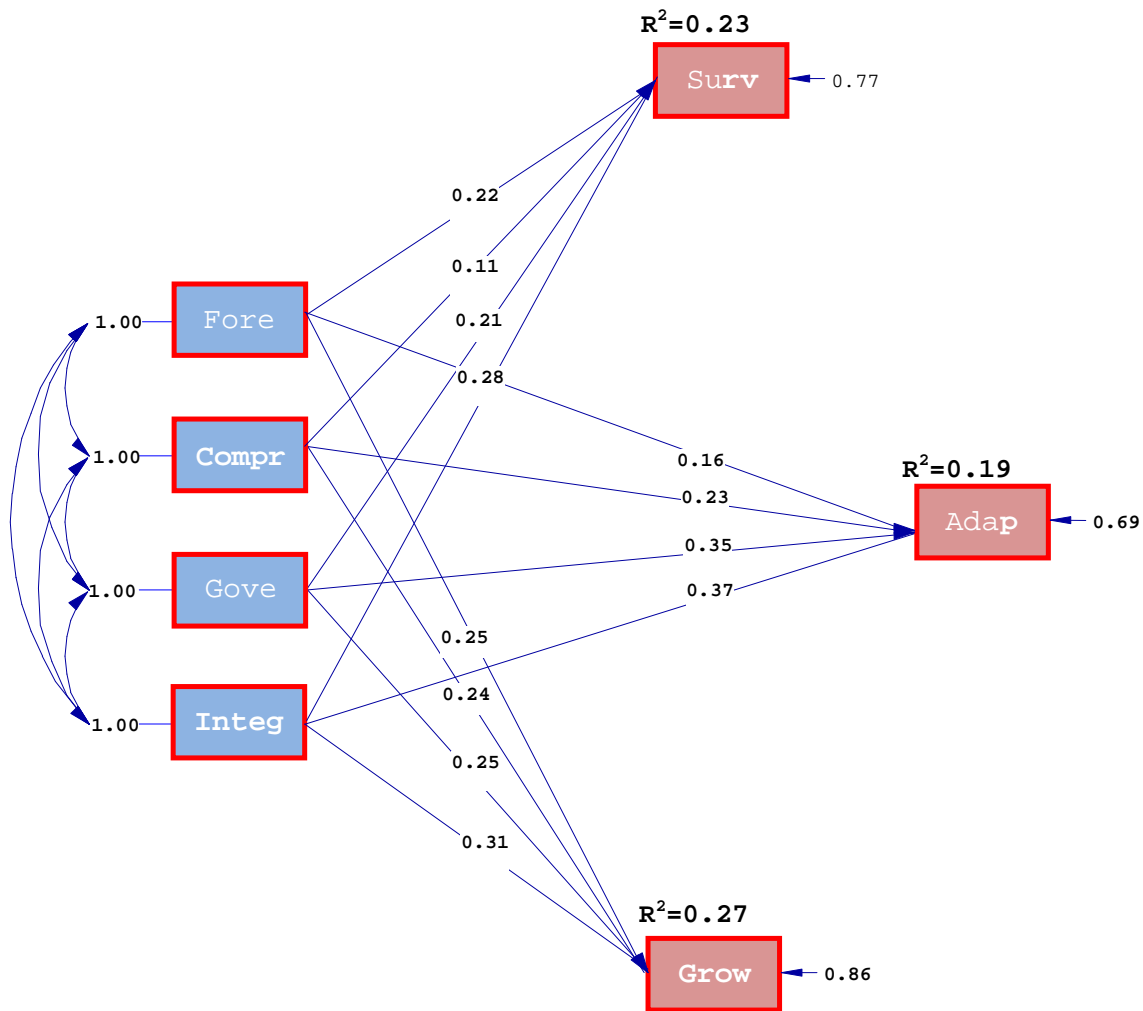 R²=0.23
Surv
0.77
0.22
0.11
Fore
1.00
0.21
0.28
Compr
1.00
0.16
R²=0.19
0.23
Adap
0.69
0.35
Gove
1.00
0.37
0.25
Integ
1.00
0.24
0.25
0.31
R²=0.27
Grow
0.86